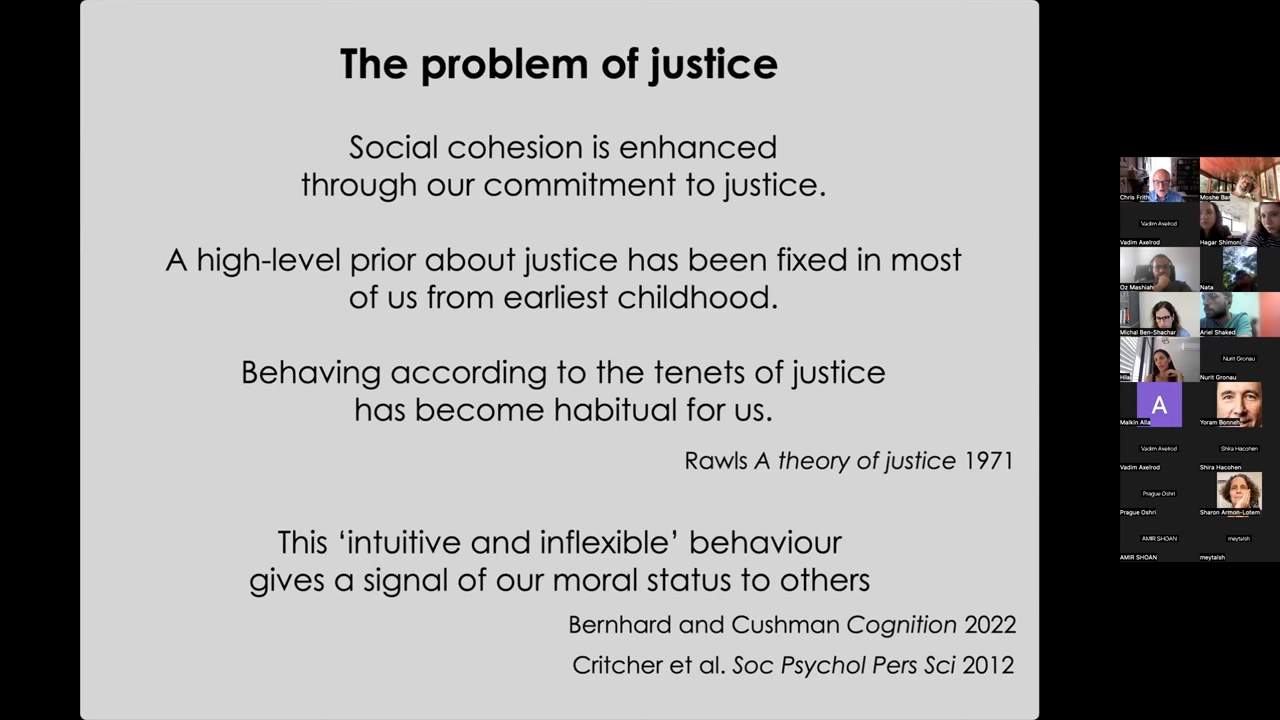 The problem of justice
Social cohesion is enhanced
through our commitment to justice.
A high-level prior about justice has been fixed in most
of us from earliest childhood.
Behaving according to the tenets of justice
has become habitual for us.
Rawls A theory of justice 1971
This ‘intuitive and inflexible’ behaviour
gives a signal of our moral status to others
Bernhard and Cushman Cognition 2022
Critcher et al. Soc Psychol Pers Sci 2012
Chris Frith
Moshe Bar
Vadim Axelrod
Vadim Axelrod
Hagar Shimoni
Oz Mashiah
Nata
Michal Ben-Shachar
Ariel Shaked
Nurit Gronau
Nurit Gronau
A
Malkin Alla
Yoram Bonneh
Vadim Axelrod
Shira Hacohen
Vadim Axelrod
Shira Hacohen
Prague Oshri
Prague Oshri
Sharon Armon-Lotem
AMIR SHOAN
meytalsh
AMIR SHOAN
meytalsh